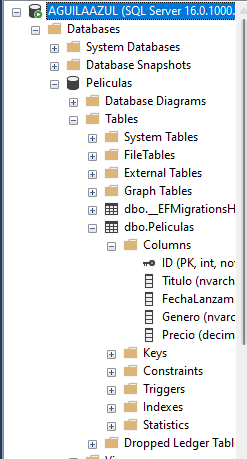 AGUILAAZUL (SQL Server 16.0.1000.
Databases
System Databases
Database Snapshots
Peliculas
Database Diagrams
Tables
System Tables
FileTables
External Tables
Graph Tables
dbo.__EFMigrationsH
dbo.Peliculas
Columns
ID (PK, int, no
Titulo (nvarch
FechaLanzam
Genero (nvarc
Precio (decim
Keys
Constraints
Triggers
Indexes
Statistics
Dropped Ledger Tabl